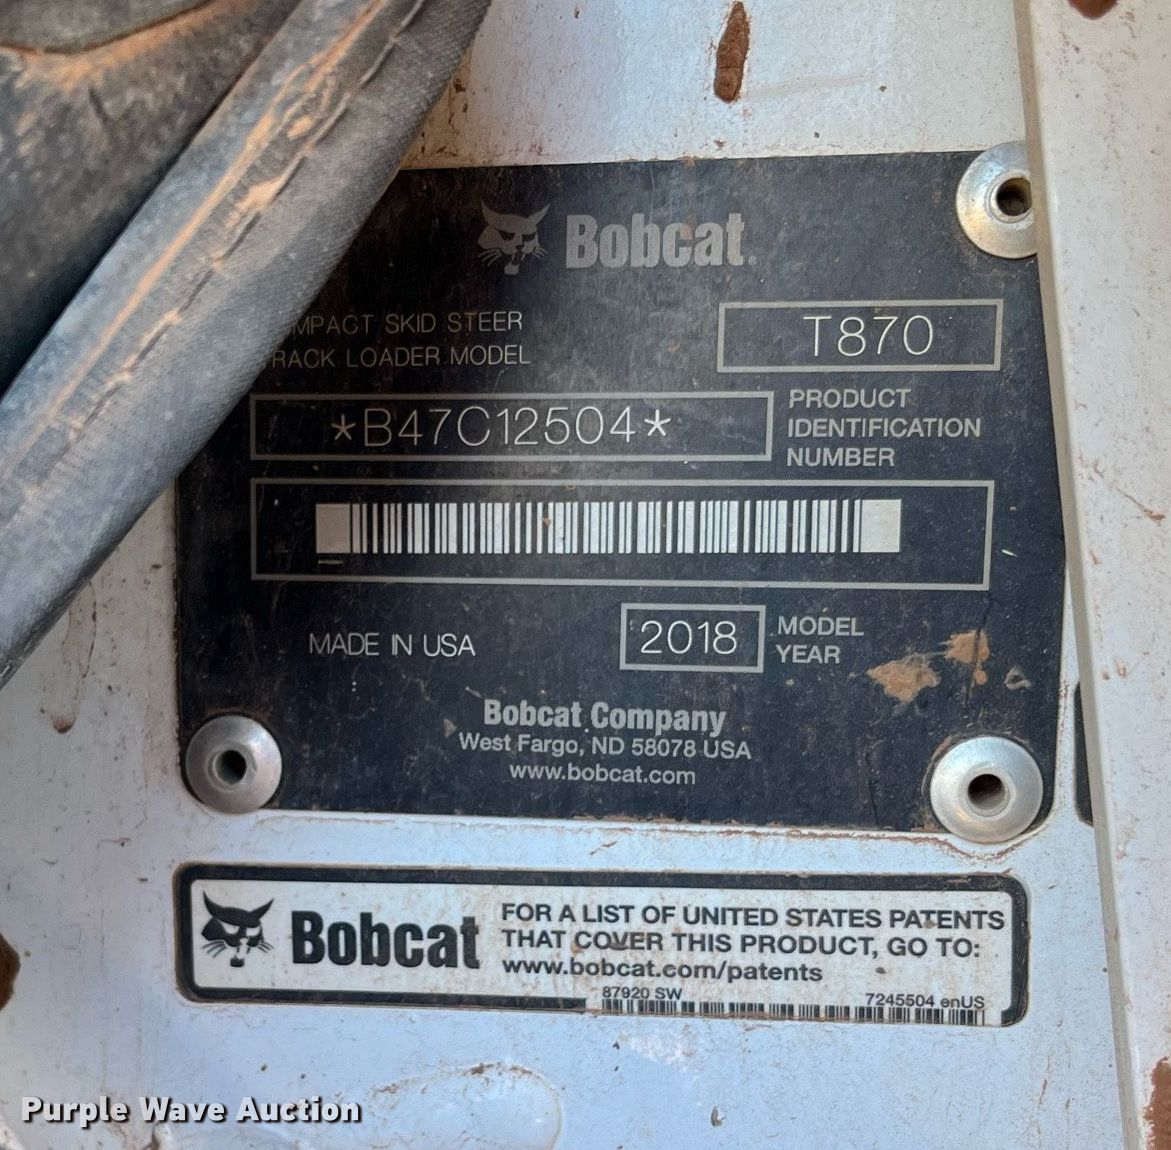 Bobcat
MPACT SKID STEER
RACK LOADER MODEL
T870
*B47C12504*
PRODUCT
IDENTIFICATION
NUMBER
MADE IN USA
2018
MODEL
YEAR
Bobcat Company
West Fargo, ND 58078 USA
www.bobcat.com
Bobcat
FOR A LIST OF UNITED STATES PATENTS
THAT COVER THIS PRODUCT, GO TO:
www.bobcat.com/patents
87920 SW
7245504 enUS
Purple Wave Auction